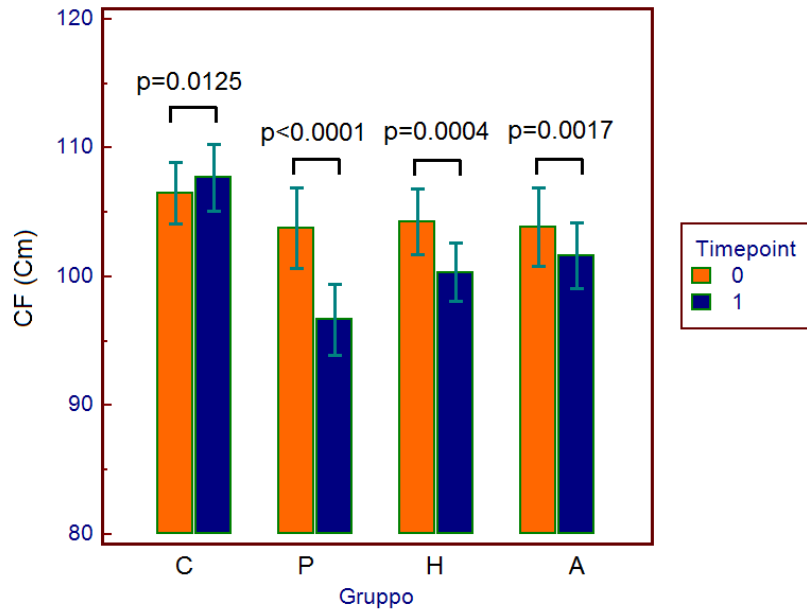 120
110
100
90
80
CF (Cm)
p=0.0125
p<0.0001
p=0.0004
p=0.0017
C
P
H
A
Gruppo
Timepoint
0
1